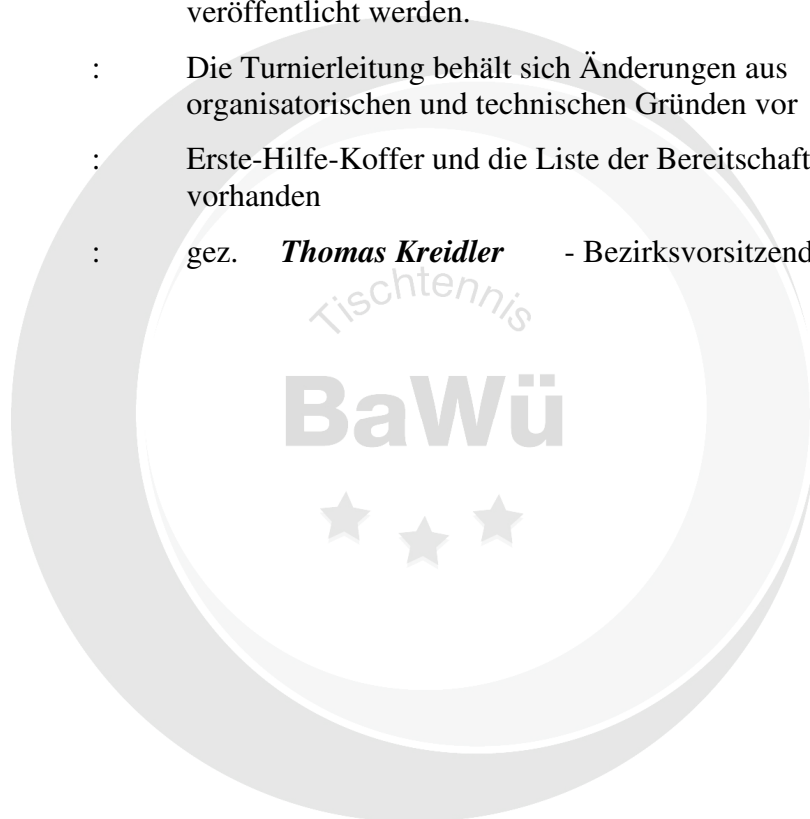 veröffentlicht werden.
: Die Turnierleitung behält sich Änderungen aus
organisatorischen und technischen Gründen vor
: Erste-Hilfe-Koffer und die Liste der Bereitschaft
vorhanden
: gez. Thomas Kreidler - Bezirksvorsitzend
Tischtennis
BaWü